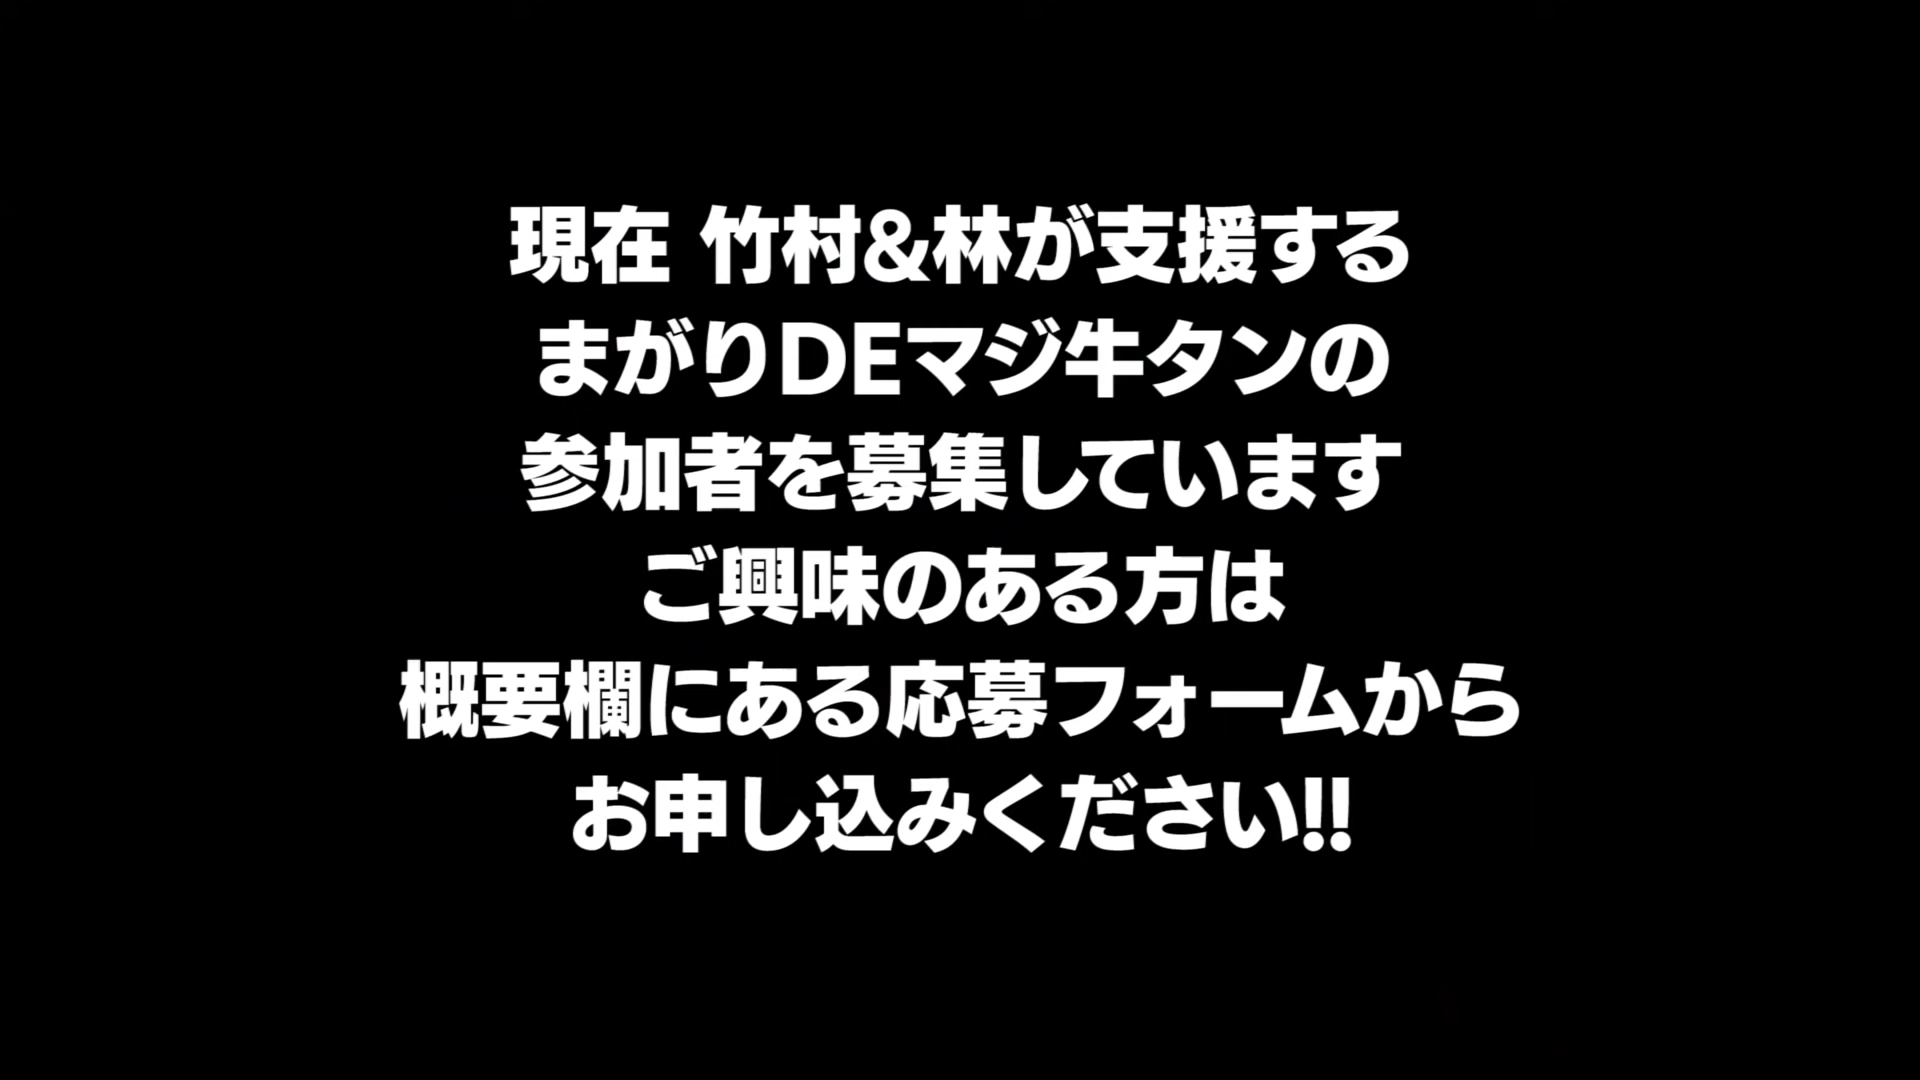 現在 竹村&林が支援する
まがりDEマジ牛タンの
参加者を募集しています
ご興味のある方は
概要欄にある応募フォームから
お申し込みください!!